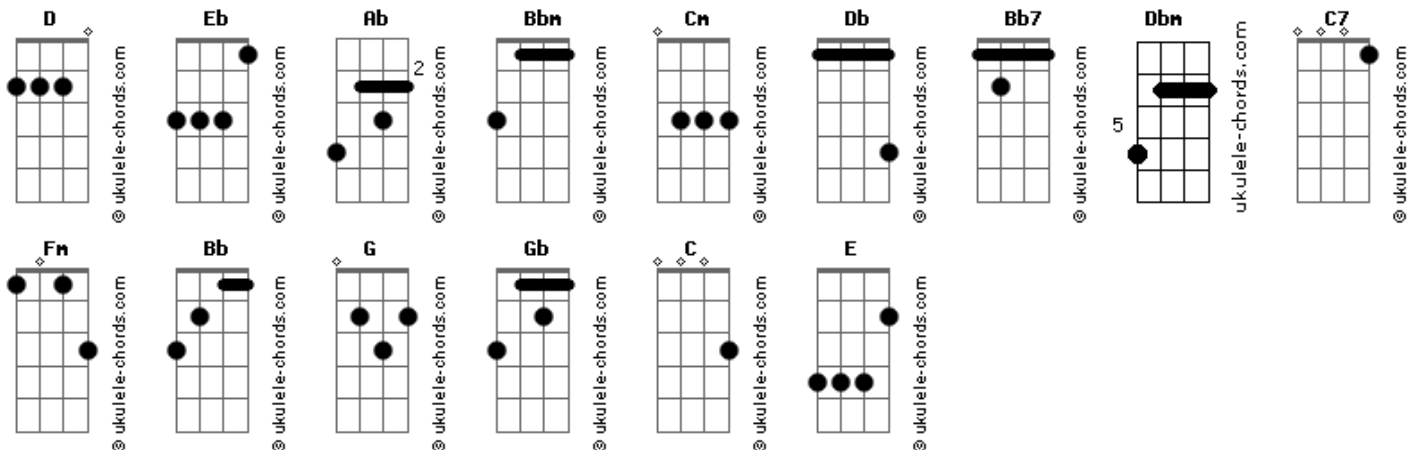 D Eb Ab Bbm Cm Db Bb7 Dbm C7
2
5
© ukulele-chords.com © ukulele-chords.com © ukulele-chords.com © ukulele-chords.com © ukulele-chords.com © ukulele-chords.com © ukulele-chords.com ukulele-chords.com © ukulele-chords.com
Fm Bb G Gb C E
© ukulele-chords.com © ukulele-chords.com © ukulele-chords.com © ukulele-chords.com © ukulele-chords.com © ukulele-chords.com